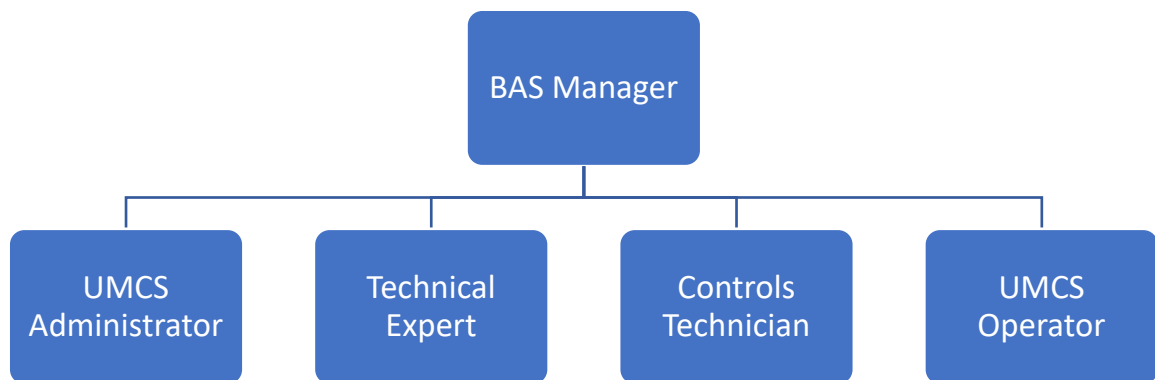 BAS Manager
UMCS
Administrator
Technical
Expert
Controls
Technician
UMCS
Operator